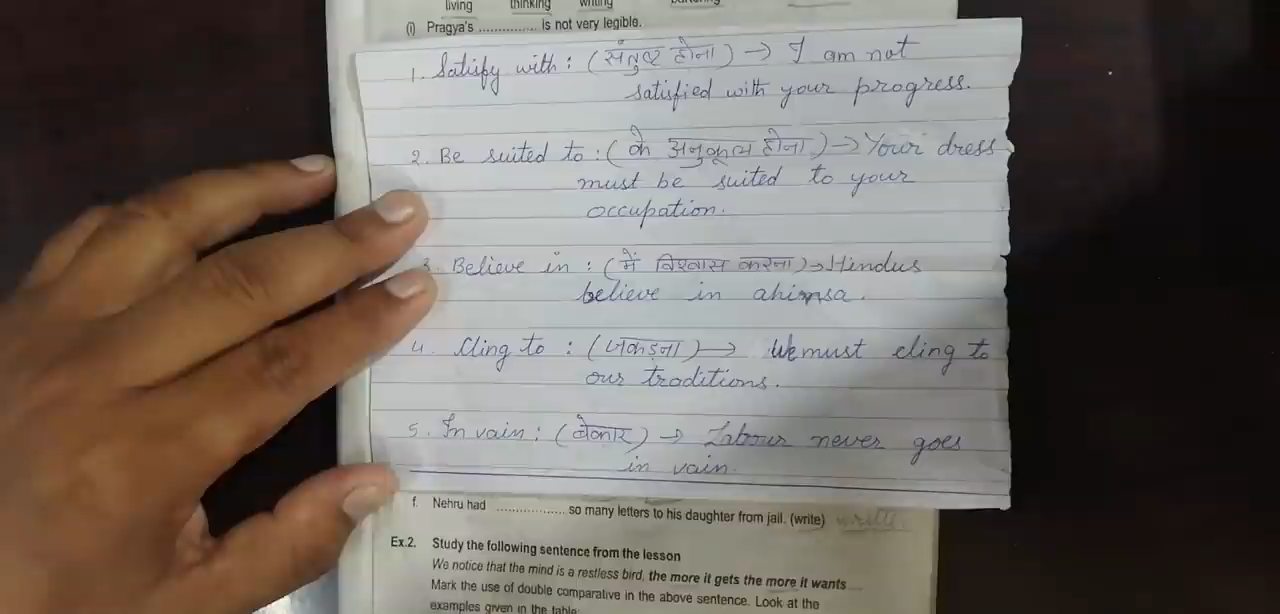 living thinking writing
(i) Pragya's .............. is not very legible.
1. Satisfy with : (संतुष्ट होना) → I am not
satisfied with your progress.
2. Be suited to : (के अनुकूल होना) → Your dress
must be suited to your
occupation.
3. Believe in : (में विश्वास करना) → Hindus
believe in ahimsa.
4. Cling to : (जकड़ना) → We must cling to
our traditions.
5. In vain : (बेकार) → Labour never goes
in vain.
f. Nehru had .................. so many letters to his daughter from jail. (write)
Ex.2. Study the following sentence from the lesson
We notice that the mind is a restless bird, the more it gets the more it wants
Mark the use of double comparative in the above sentence. Look at the
examples given in the table: